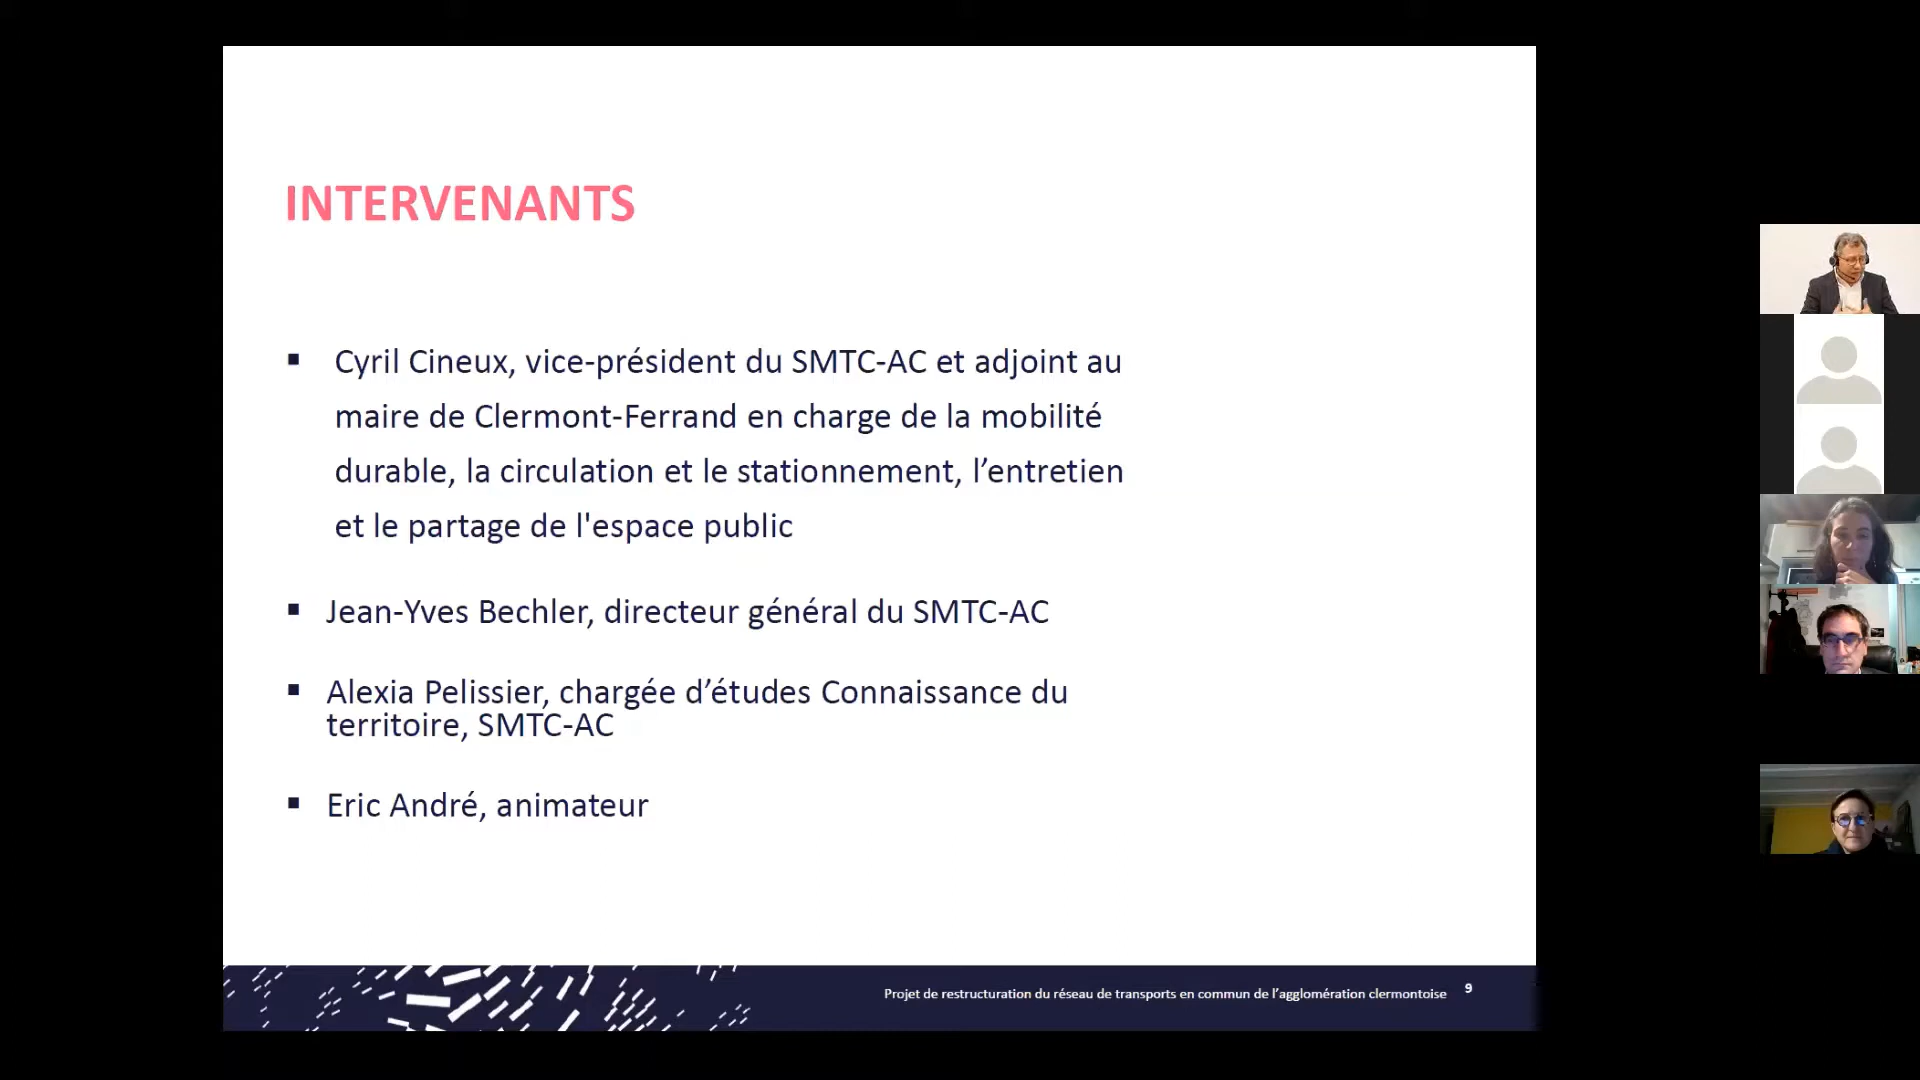 INTERVENANTS
▪ Cyril Cineux, vice-président du SMTC-AC et adjoint au
maire de Clermont-Ferrand en charge de la mobilité
durable, la circulation et le stationnement, l’entretien
et le partage de l'espace public
▪ Jean-Yves Bechler, directeur général du SMTC-AC
▪ Alexia Pelissier, chargée d’études Connaissance du
territoire, SMTC-AC
▪ Eric André, animateur
Projet de restructuration du réseau de transports en commun de l’agglomération clermontoise 9